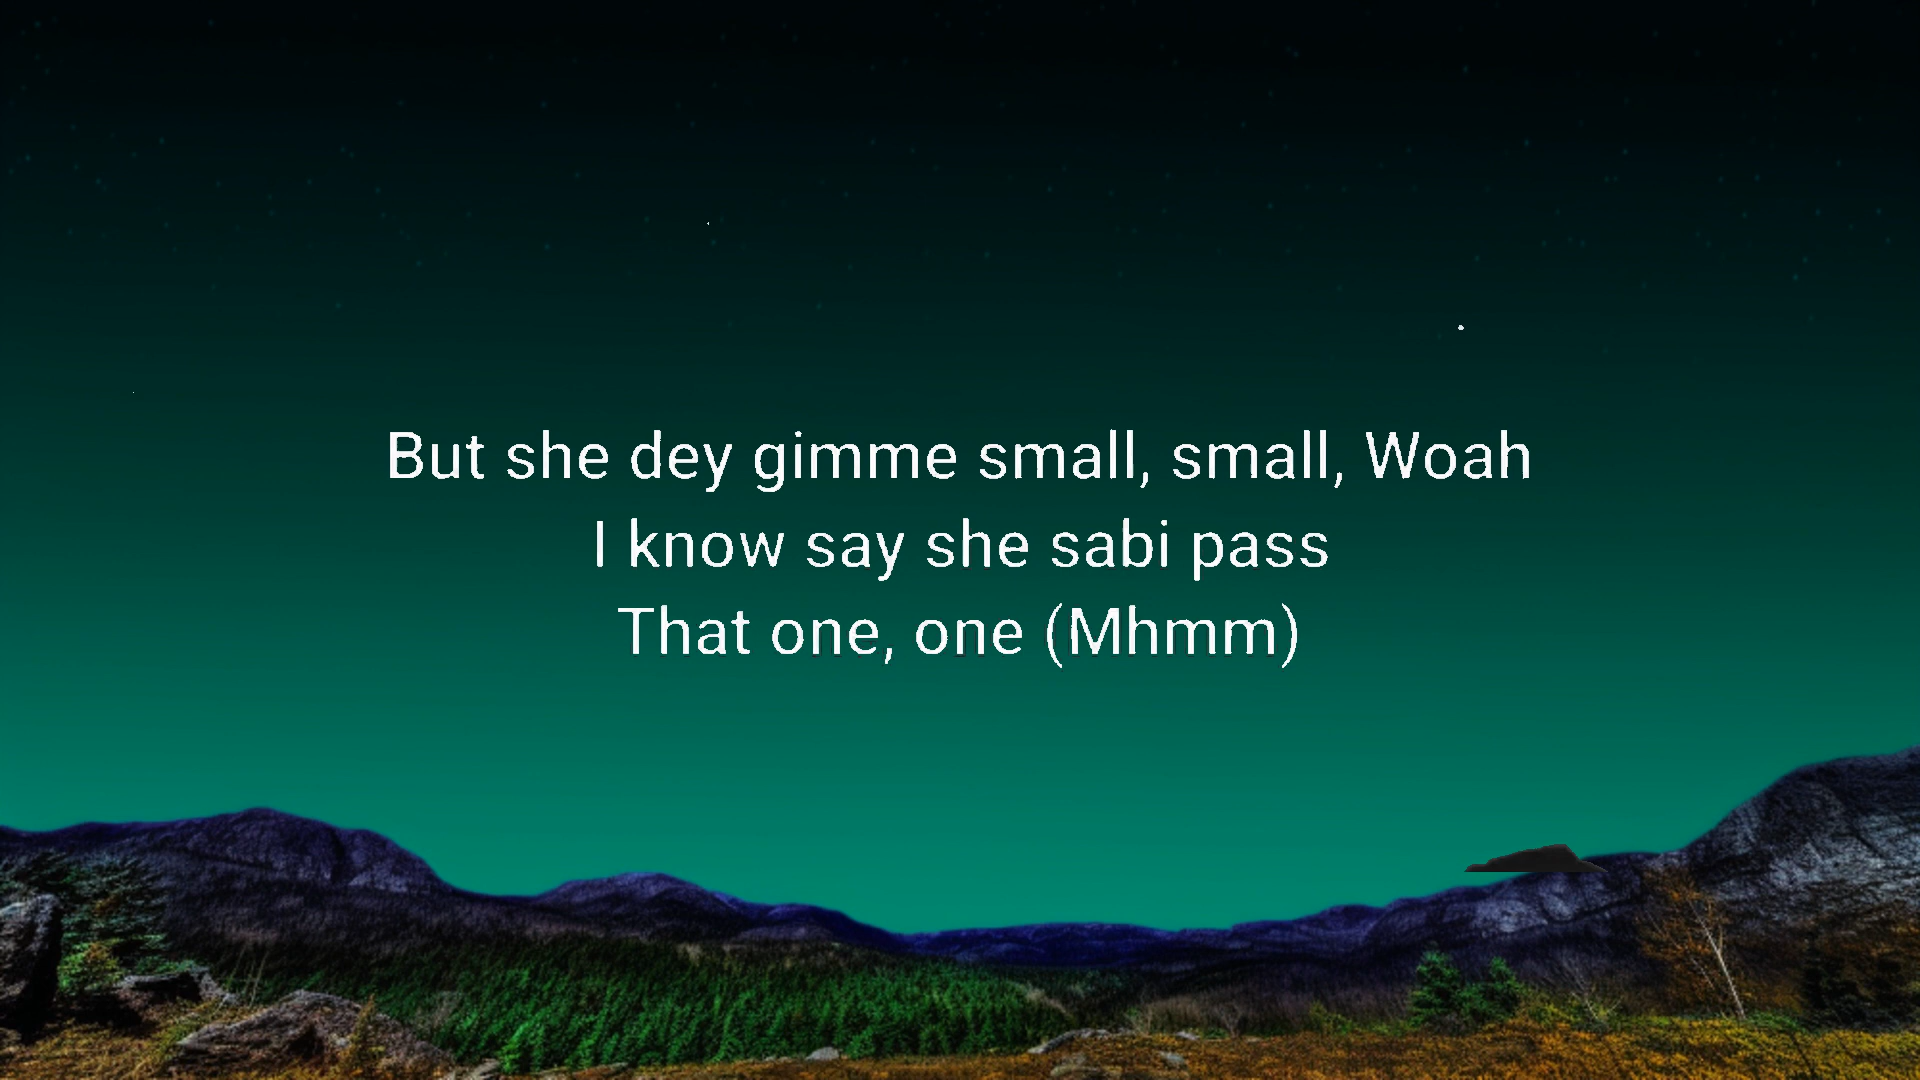 But she dey gimme small, small, Woah
I know say she sabi pass
That one, one (Mhmm)